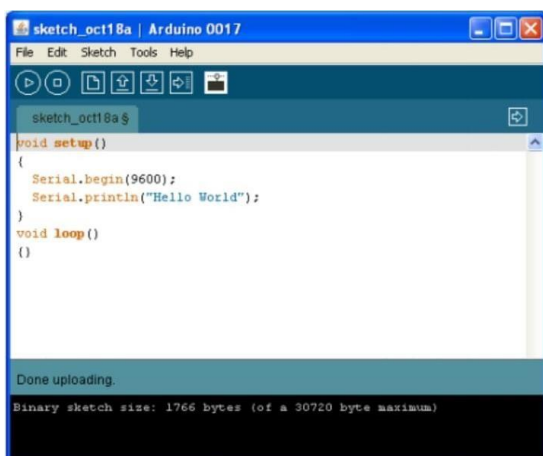 sketch_oct18a | Arduino 0017
File Edit Sketch Tools Help
sketch_oct18a §
void setup()
{
  Serial.begin(9600);
  Serial.println("Hello World");
}
void loop()
{}
Done uploading.
Binary sketch size: 1766 bytes (of a 30720 byte maximum)